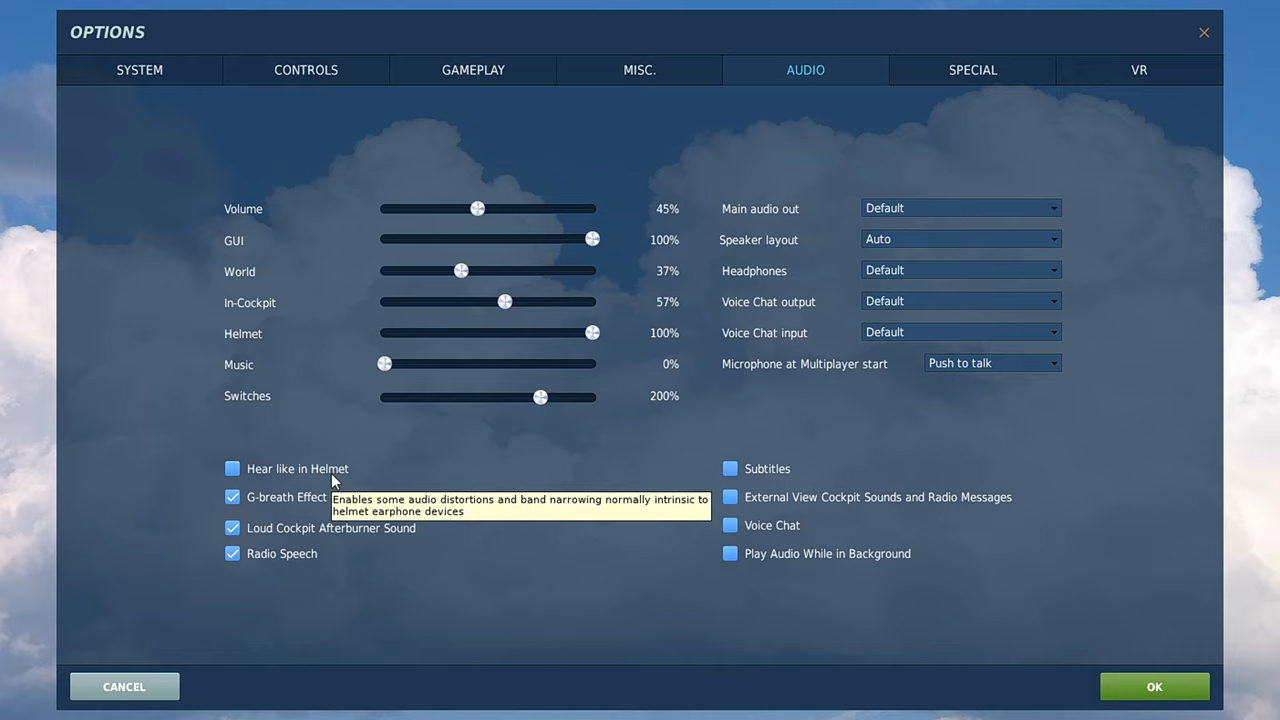 OPTIONS
SYSTEM CONTROLS GAMEPLAY MISC. AUDIO SPECIAL VR
Volume 45% Main audio out Default
GUI 100% Speaker layout Auto
World 37% Headphones Default
In-Cockpit 57% Voice Chat output Default
Helmet 100% Voice Chat input Default
Music 0% Microphone at Multiplayer start Push to talk
Switches 200%
Hear like in Helmet Subtitles
G-breath Effect External View Cockpit Sounds and Radio Messages
Enables some audio distortions and band narrowing normally intrinsic to
helmet earphone devices
Loud Cockpit Afterburner Sound Voice Chat
Radio Speech Play Audio While in Background
CANCEL OK